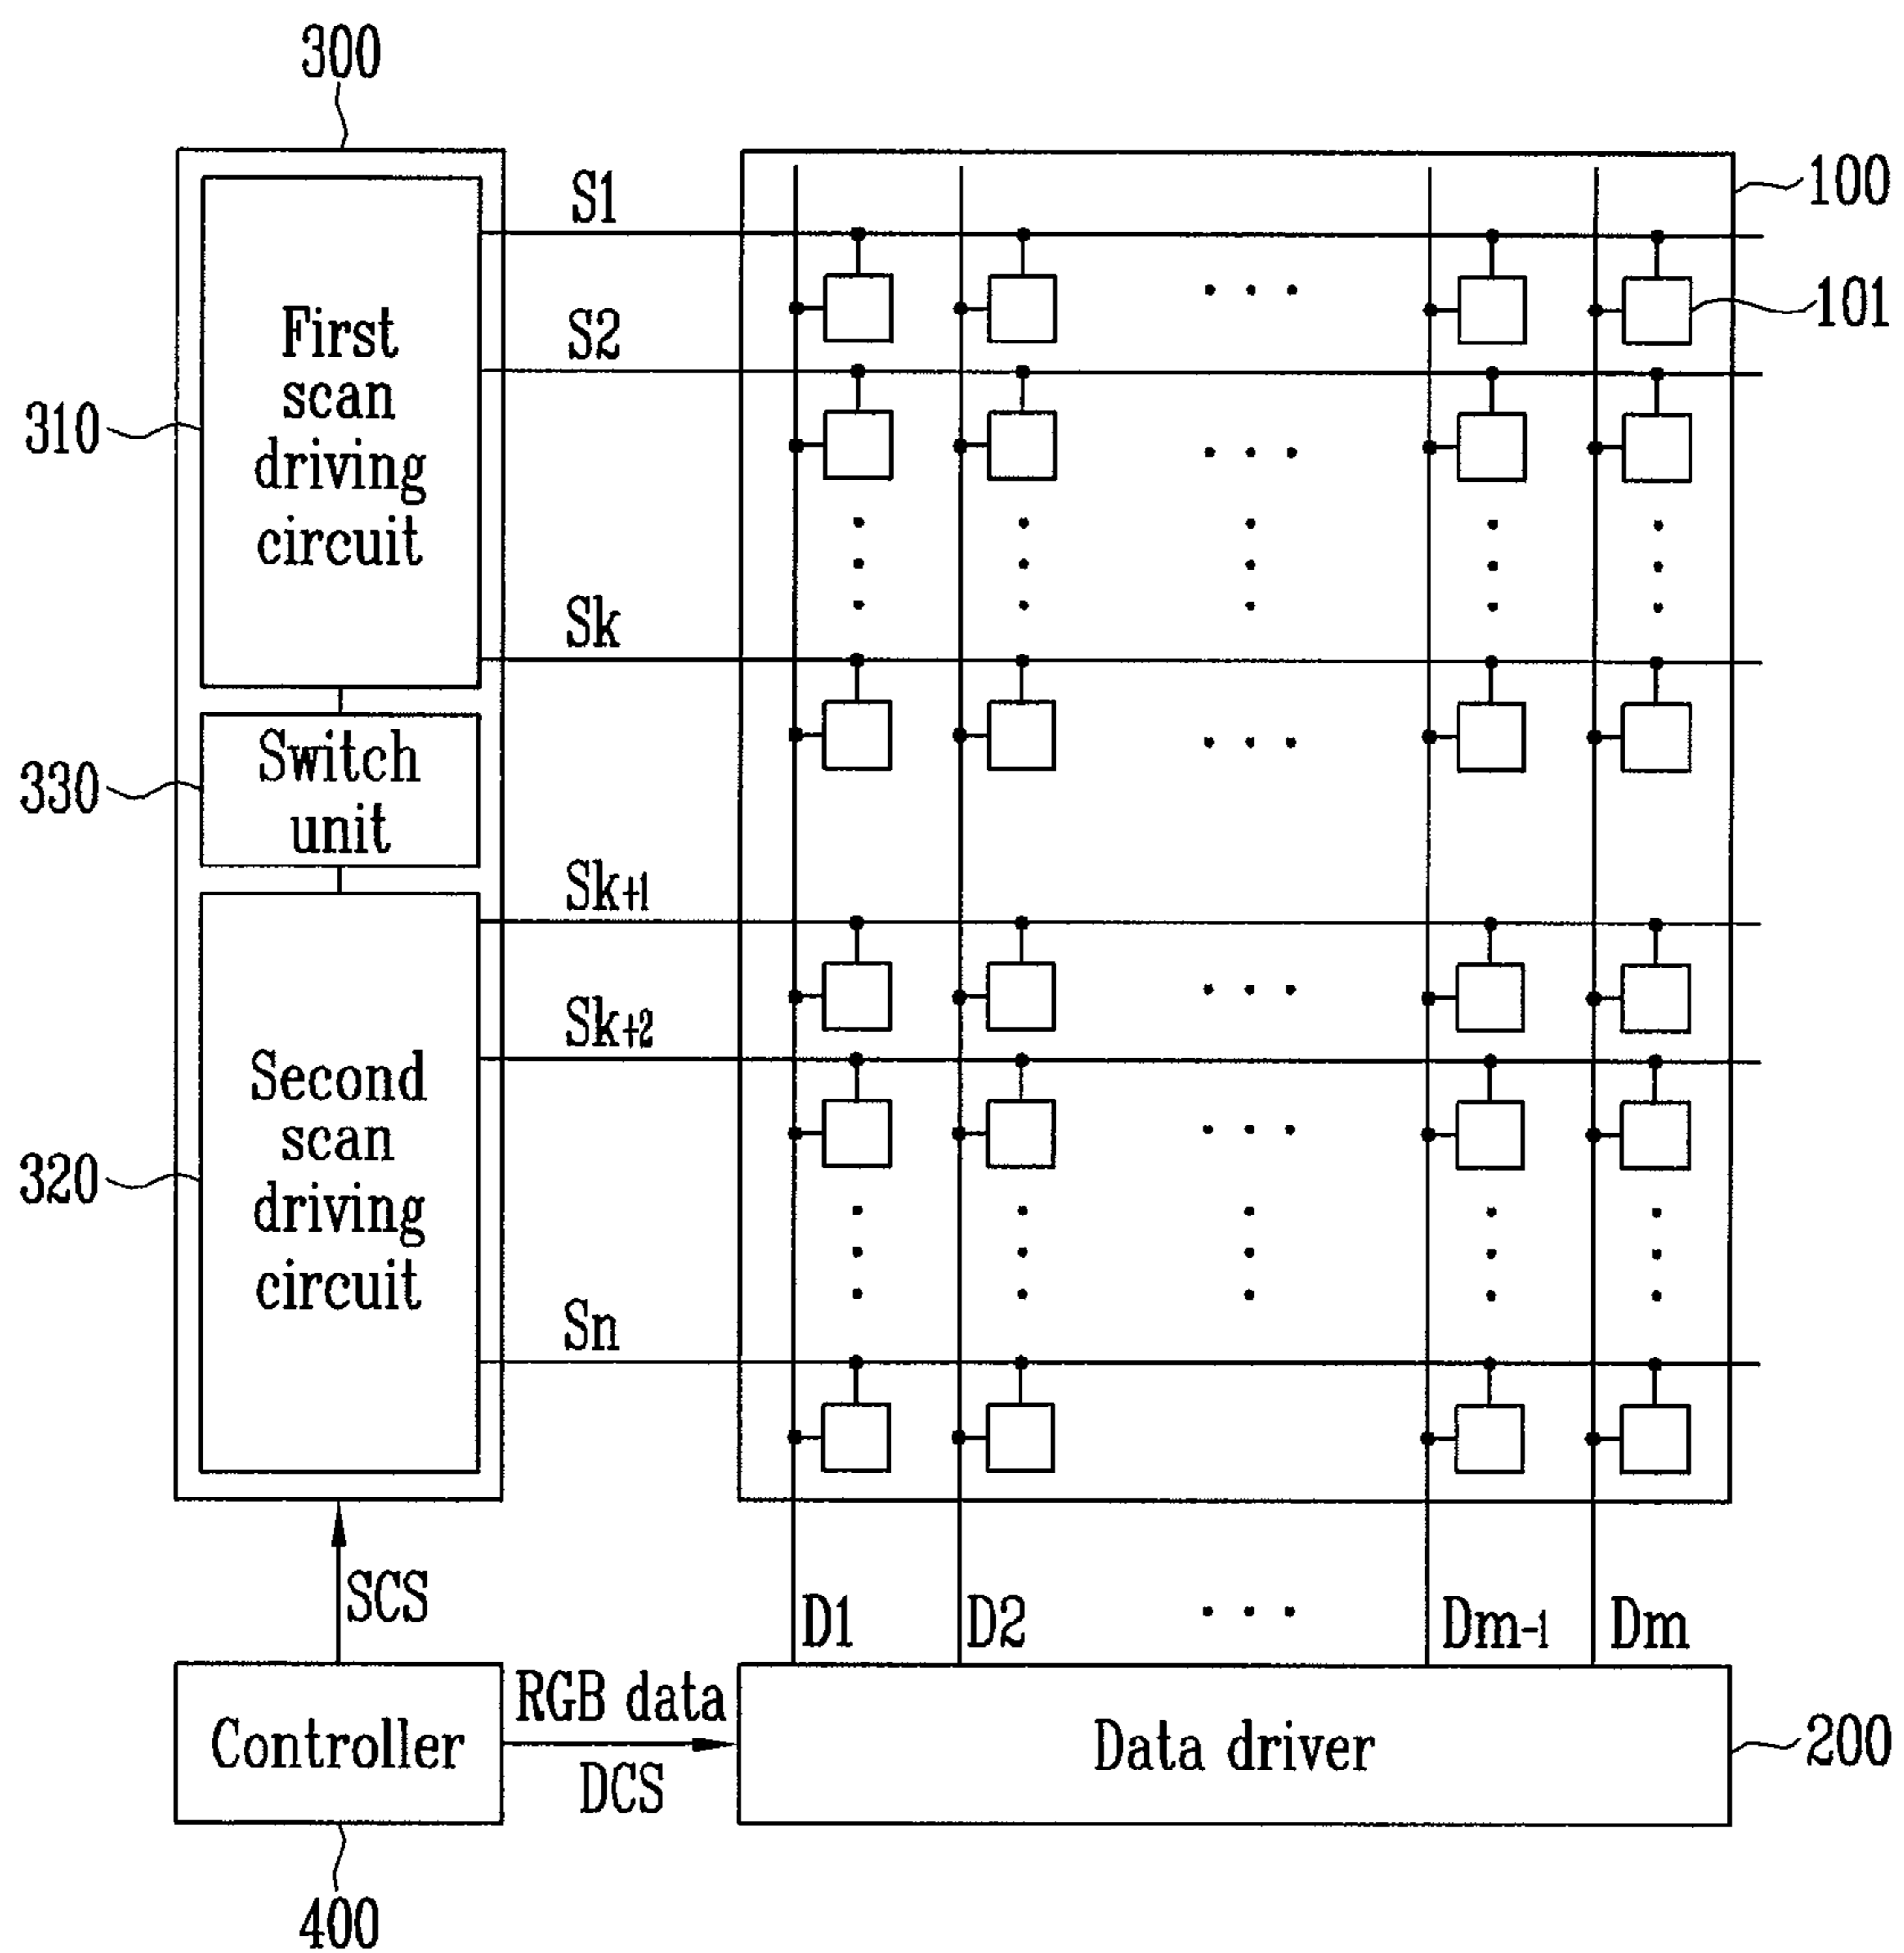 300
100
S1
101
First
scan
driving
circuit
310
S2
Sk
330
Switch
unit
Sk+1
Sk+2
320
Second
scan
driving
circuit
Sn
SCS
D1 D2 Dm-1 Dm
Controller
RGB data
DCS
Data driver
200
400